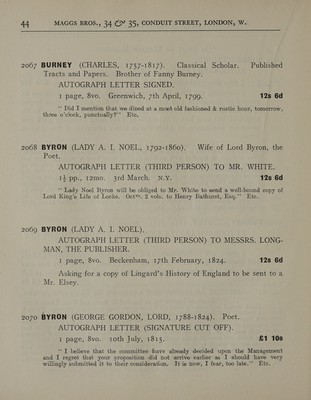 44 MAGGS BROS., 34 & 35, CONDUIT STREET, LONDON, W.
2067 BURNEY (CHARLES, 1757-1817). Classical Scholar. Published
Tracts and Papers. Brother of Fanny Burney.
AUTOGRAPH LETTER SIGNED.
1 page, 8vo. Greenwich, 7th April, 1799. 12s 6d
" Did I mention that we dined at a most old fashioned & rustic hour, tomorrow,
three o'clock, punctually?" Etc.
2068 BYRON (LADY A. I. NOEL, 1792-1860). Wife of Lord Byron, the
Poet.
AUTOGRAPH LETTER (THIRD PERSON) TO MR. WHITE.
1½ pp., 12mo. 3rd March. N.Y. 12s 6d
" Lady Noel Byron will be obliged to Mr. White to send a well-bound copy of
Lord King's Life of Locke. Octvo. 2 vols. to Henry Bathurst, Esq." Etc.
2069 BYRON (LADY A. I. NOEL).
AUTOGRAPH LETTER (THIRD PERSON) TO MESSRS. LONG-
MAN, THE PUBLISHER.
1 page, 8vo. Beckenham, 17th February, 1824. 12s 6d
Asking for a copy of Lingard's History of England to be sent to a
Mr. Elsey.
2070 BYRON (GEORGE GORDON, LORD, 1788-1824). Poet.
AUTOGRAPH LETTER (SIGNATURE CUT OFF).
1 page, 8vo. 10th July, 1815. £1 10s
" I believe that the committee have already decided upon the Management
and I regret that your proposition did not arrive earlier as I should have very
willingly submitted it to their consideration. It is now, I fear, too late." Etc.